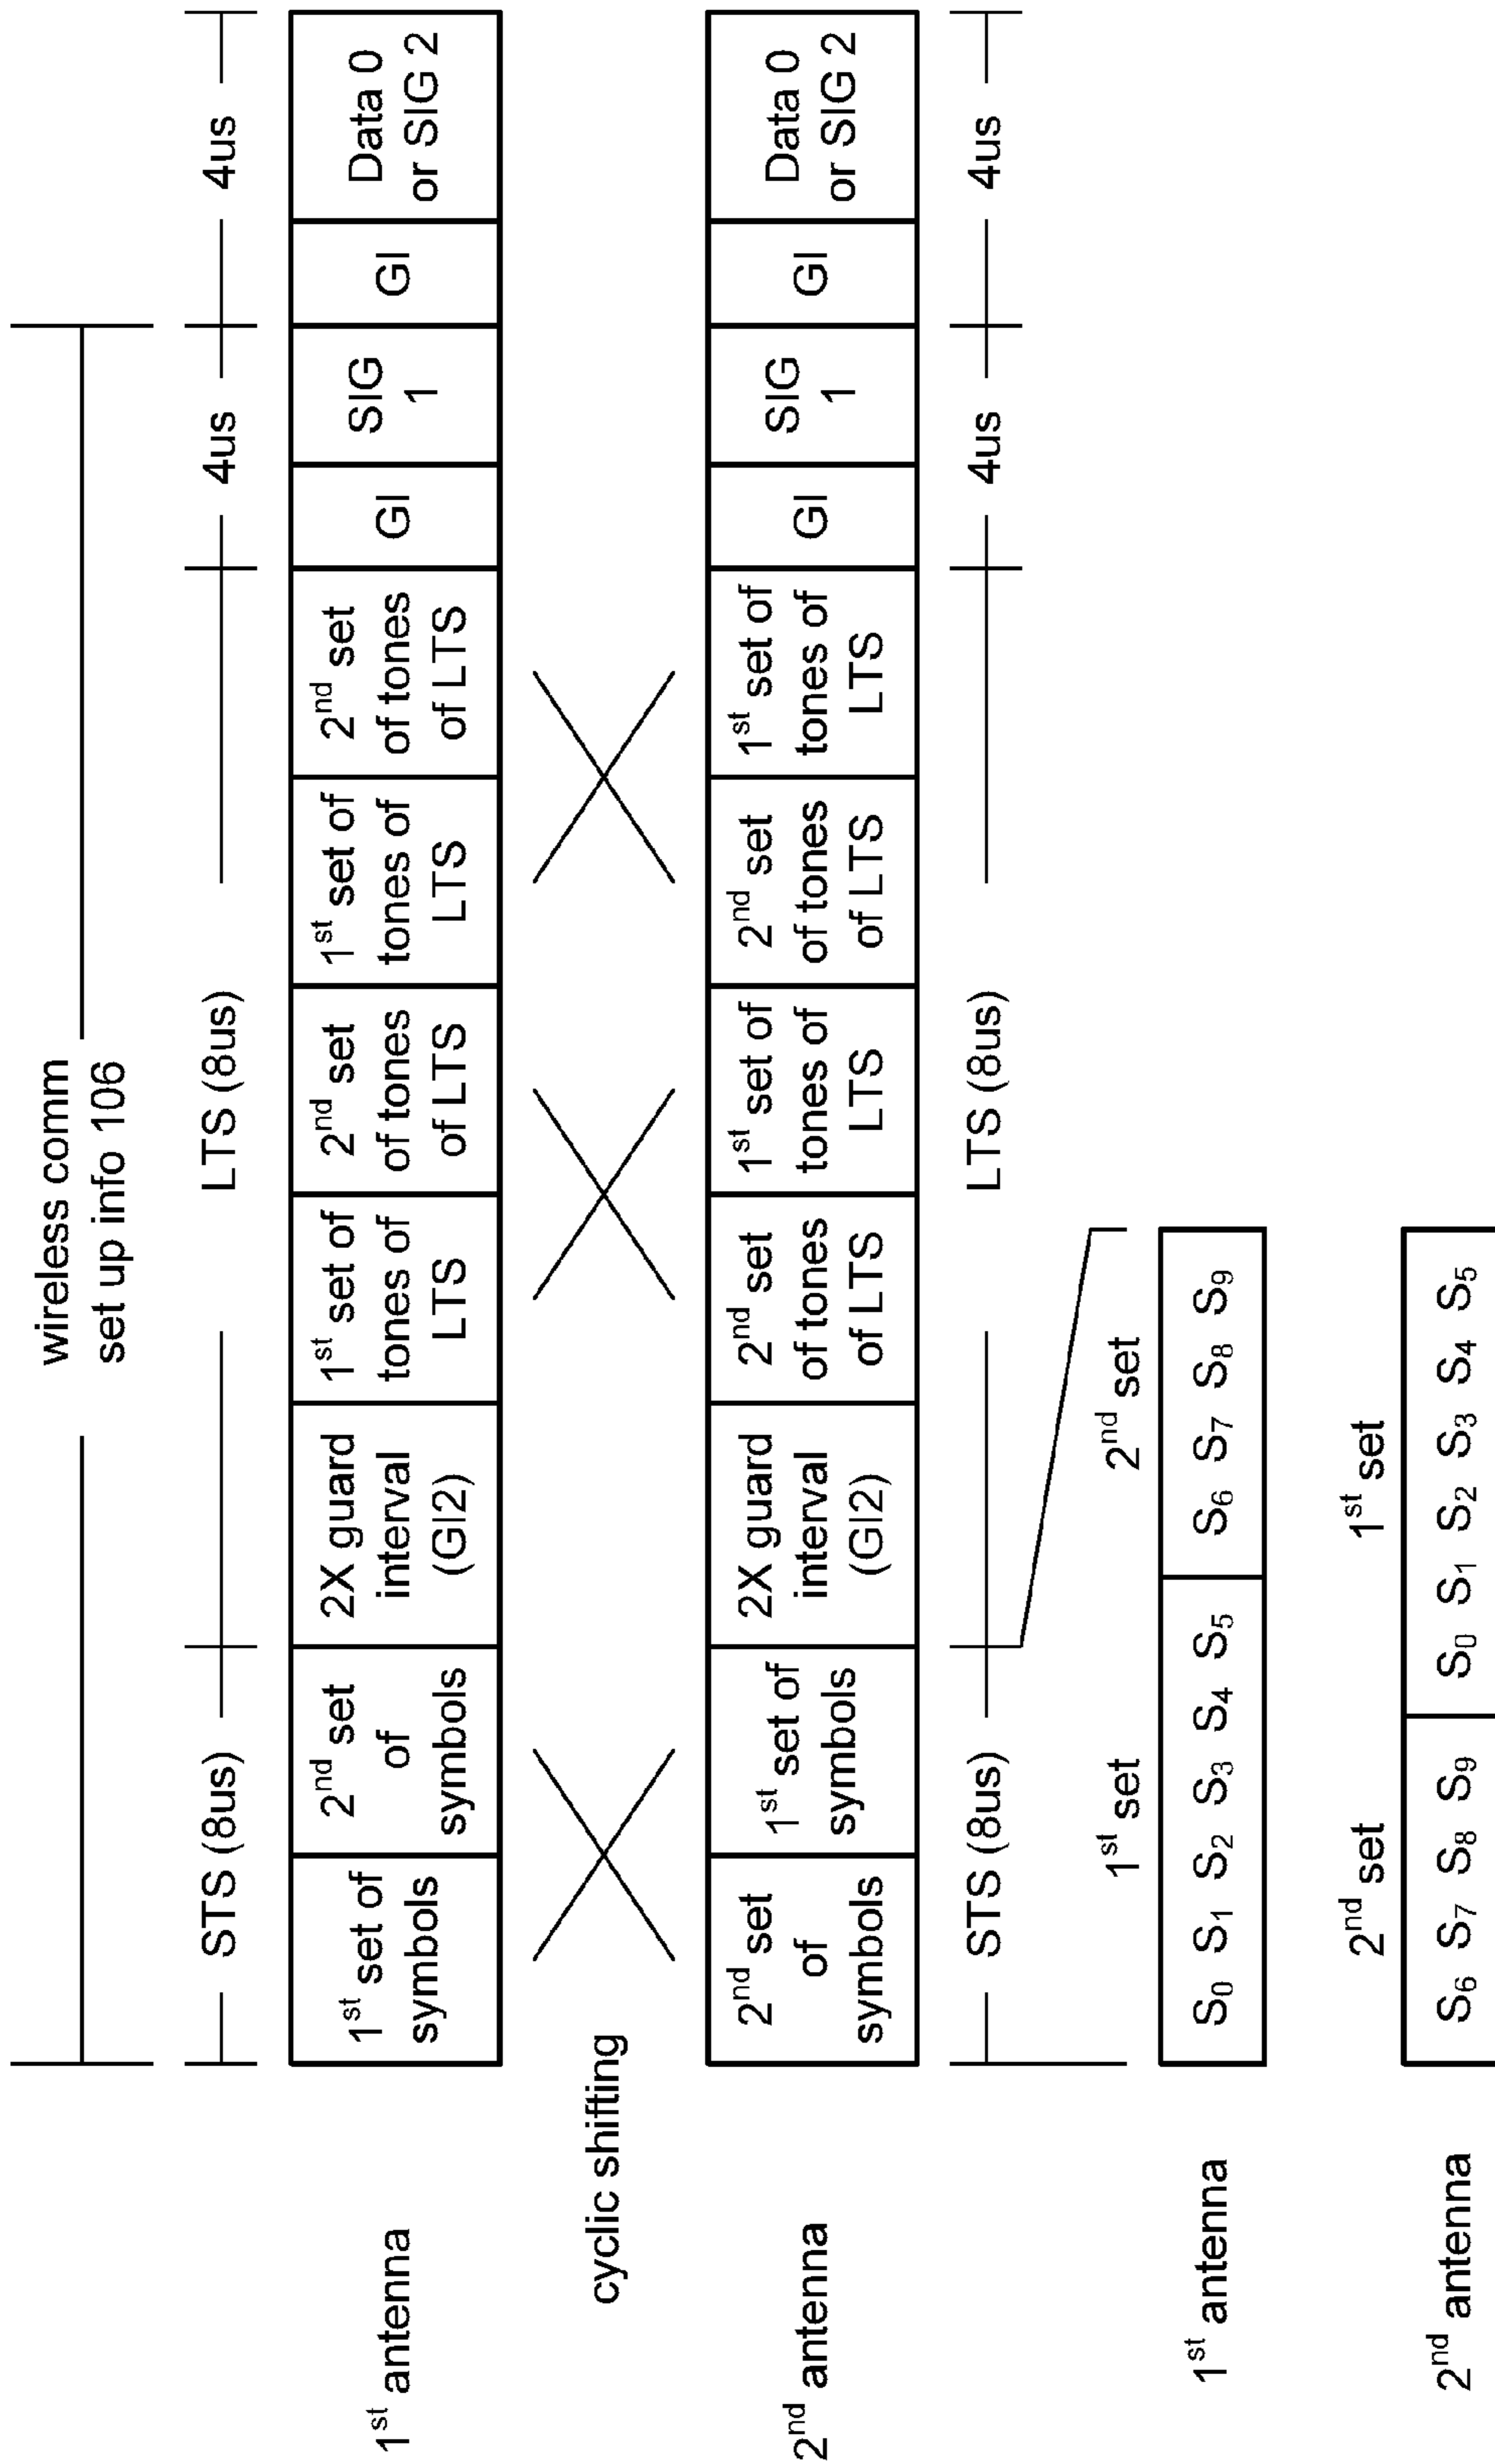 wireless comm
set up info 106
STS (8us)
LTS (8us)
4us
4us
1st antenna
1st set of
symbols
2nd set
of
symbols
2X guard
interval
(GI2)
1st set of
tones of
LTS
2nd set
of tones
of LTS
1st set of
tones of
LTS
2nd set
of tones
of LTS
GI
SIG
1
GI
Data 0
or SIG 2
cyclic shifting
2nd antenna
2nd set
of
symbols
1st set of
symbols
2X guard
interval
(GI2)
2nd set
of tones
of LTS
1st set of
tones of
LTS
2nd set
of tones
of LTS
1st set of
tones of
LTS
GI
SIG
1
GI
Data 0
or SIG 2
STS (8us)
LTS (8us)
4us
4us
1st set
2nd set
1st antenna
S0 S1 S2 S3 S4 S5
S6 S7 S8 S9
2nd set
1st set
2nd antenna
S6 S7 S8 S9
S0 S1 S2 S3 S4 S5